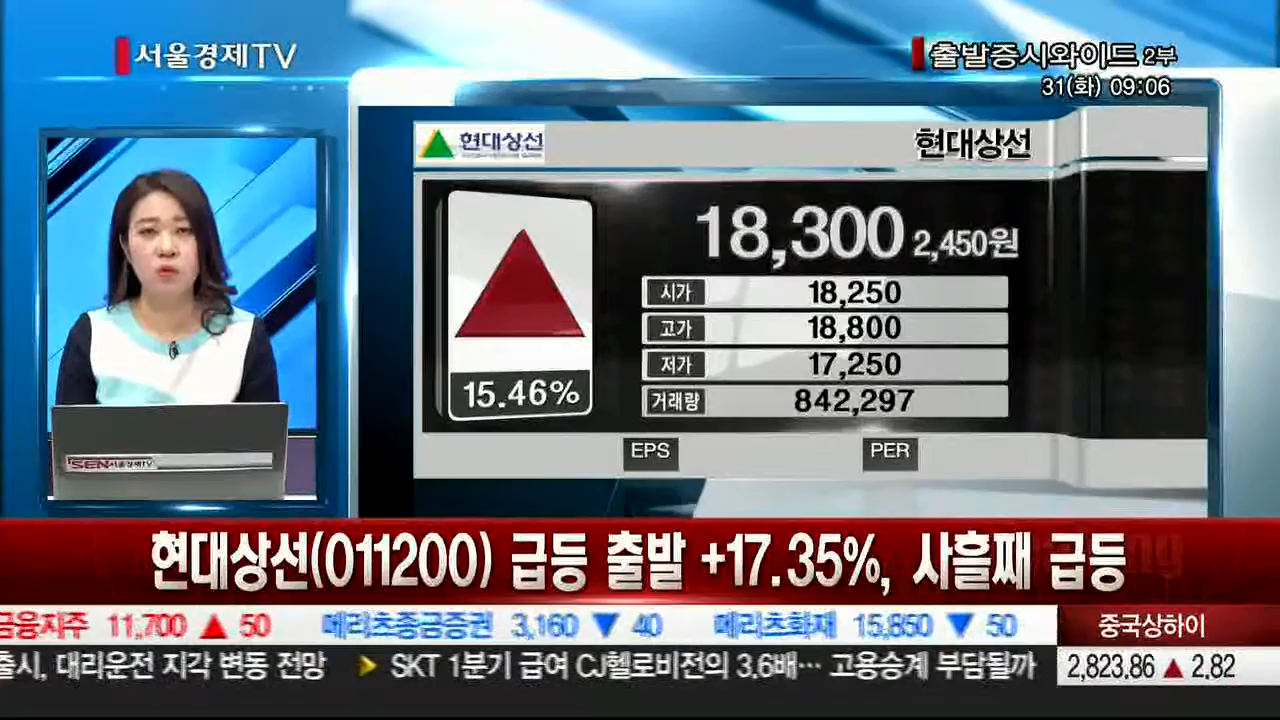 서울경제TV
출발증시와이드 2부
31(화) 09:06
현대상선
현대상선
18,300 2,450원
15.46%
시가 18,250
고가 18,800
저가 17,250
거래량 842,297
EPS PER
SEN서울경제TV
현대상선(011200) 급등 출발 +17.35%, 사흘째 급등
금융지주 11,700 ▲ 50 메리츠종금증권 3,160 ▼ 40 메리츠화재 15,850 ▼ 50
중국상하이
출시, 대리운전 지각 변동 전망 ▶ SKT 1분기 급여 CJ헬로비전의 3.6배… 고용승계 부담될까
2,823.86 ▲ 2.82